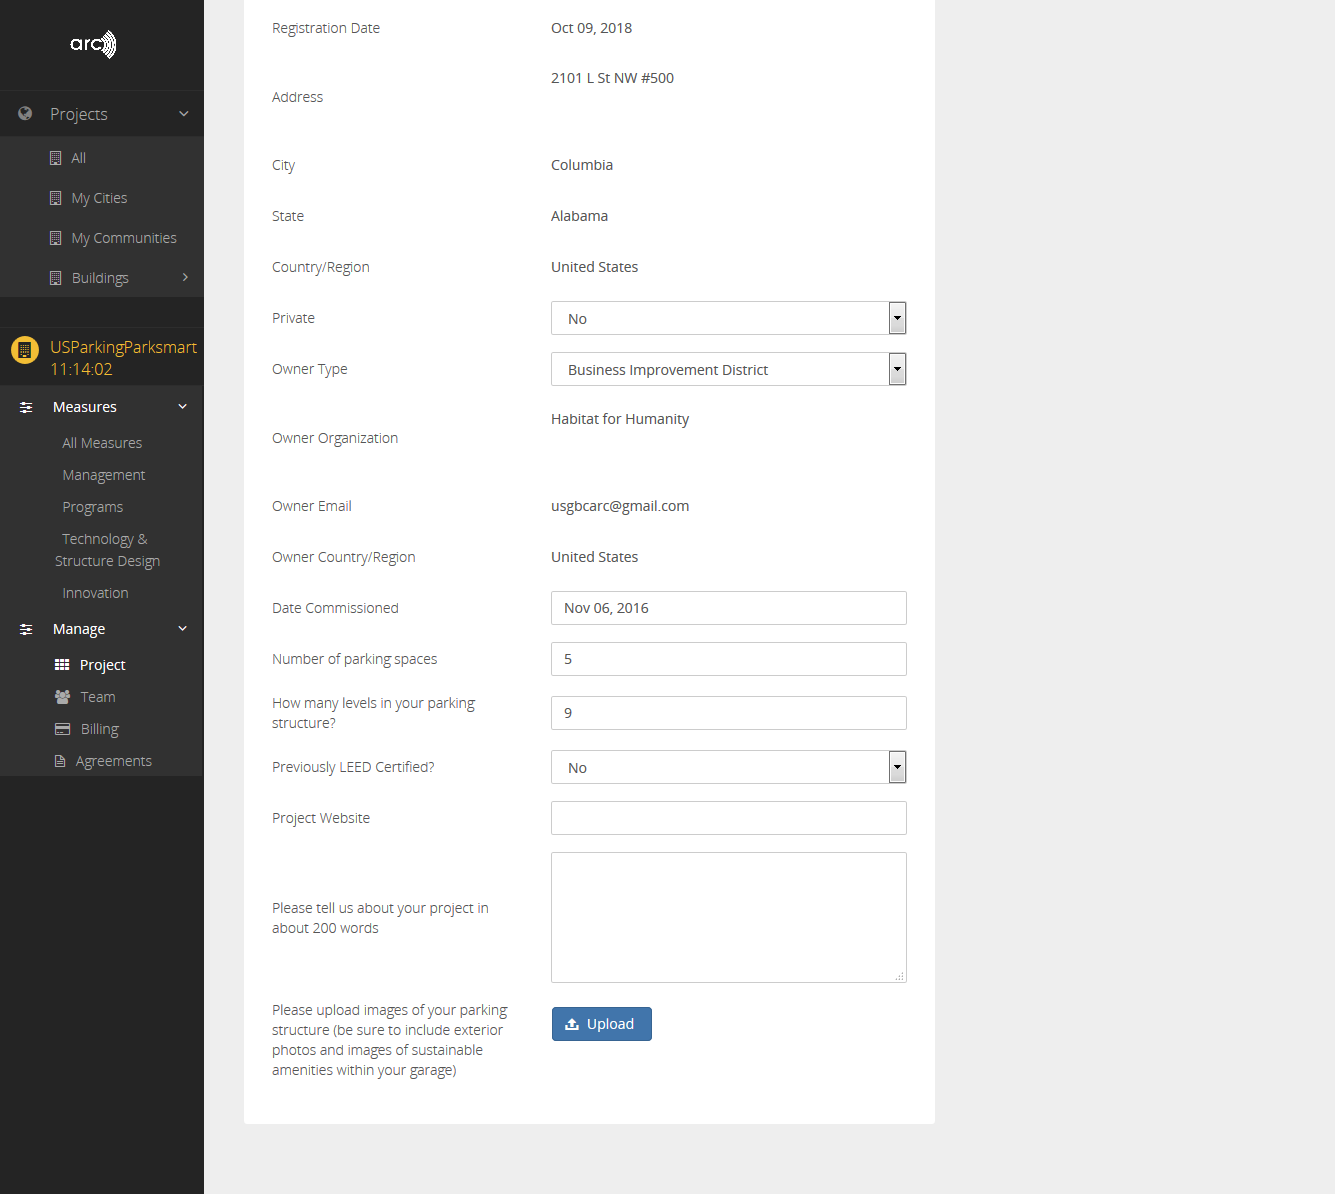 arc
Projects
All
My Cities
My Communities
Buildings
USParkingParksmart
11:14:02
Measures
All Measures
Management
Programs
Technology &
Structure Design
Innovation
Manage
Project
Team
Billing
Agreements
Registration Date
Oct 09, 2018
Address
2101 L St NW #500
City
Columbia
State
Alabama
Country/Region
United States
Private
No
Owner Type
Business Improvement District
Owner Organization
Habitat for Humanity
Owner Email
usgbcarc@gmail.com
Owner Country/Region
United States
Date Commissioned
Nov 06, 2016
Number of parking spaces
5
How many levels in your parking
structure?
9
Previously LEED Certified?
No
Project Website
Please tell us about your project in
about 200 words
Please upload images of your parking
structure (be sure to include exterior
photos and images of sustainable
amenities within your garage)
Upload